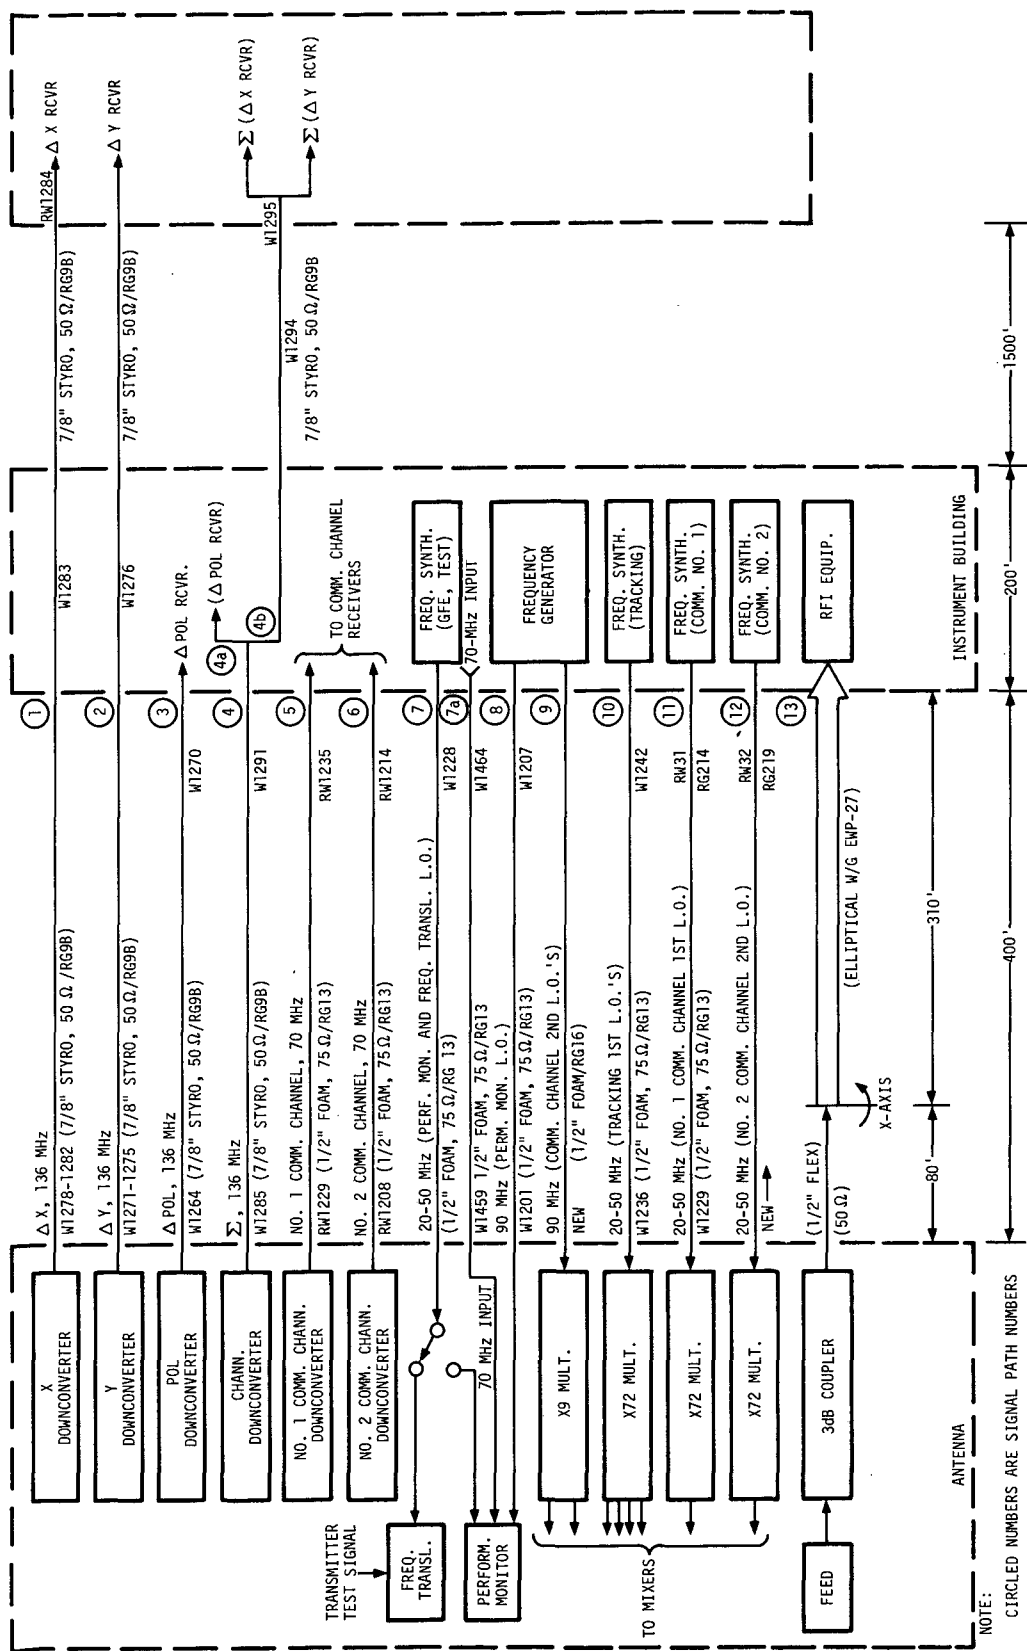 X
DOWNCONVERTER
Δ X, 136 MHz
W1278-1282 (7/8" STYRO, 50 Ω/RG9B)
1
W1283
7/8" STYRO, 50 Ω/RG9B)
RW1284
Δ X RCVR
Y
DOWNCONVERTER
Δ Y, 136 MHz
W1271-1275 (7/8" STYRO, 50 Ω/RG9B)
2
W1276
7/8" STYRO, 50 Ω/RG9B)
Δ Y RCVR
POL
DOWNCONVERTER
Δ POL, 136 MHz
W1264 (7/8" STYRO, 50Ω/RG9B)
W1270
3
Δ POL RCVR.
CHANN.
DOWNCONVERTER
Σ, 136 MHz
W1285 (7/8" STYRO, 50Ω/RG9B)
W1291
4
4a
(Δ POL RCVR)
4b
W1294
7/8" STYRO, 50 Ω/RG9B
W1295
Σ (Δ X RCVR)
Σ (Δ Y RCVR)
NO. 1 COMM. CHANN.
DOWNCONVERTER
NO. 1 COMM. CHANNEL, 70 MHz
RW1229 (1/2" FOAM, 75Ω/RG13)
RW1235
5
NO. 2 COMM. CHANN.
DOWNCONVERTER
NO. 2 COMM. CHANNEL, 70 MHz
RW1208 (1/2" FOAM, 75Ω/RG13)
RW1214
6
TO COMM. CHANNEL
RECEIVERS
TRANSMITTER
TEST SIGNAL
FREQ.
TRANSL.
20-50 MHz (PERF. MON. AND FREQ. TRANSL. L.O.)
(1/2" FOAM, 75Ω/RG 13)
W1228
7
FREQ. SYNTH.
(GFE, TEST)
PERFORM.
MONITOR
70 MHz INPUT
W1459 1/2" FOAM, 75Ω/RG13
W1464
7a
70-MHz INPUT
90 MHz (PERM. MON. L.O.)
W1201 (1/2" FOAM, 75Ω/RG13)
W1207
8
FREQUENCY
GENERATOR
X9 MULT.
90 MHz (COMM. CHANNEL 2ND L.O.'S)
NEW (1/2" FOAM/RG16)
9
X72 MULT.
20-50 MHz (TRACKING 1ST L.O.'S)
W1236 (1/2" FOAM, 75Ω/RG13)
W1242
10
FREQ. SYNTH.
(TRACKING)
TO MIXERS
X72 MULT.
20-50 MHz (NO. 1 COMM. CHANNEL 1ST L.O.)
W1229 (1/2" FOAM, 75Ω/RG13)
RW31
RG214
11
FREQ. SYNTH.
(COMM. NO. 1)
X72 MULT.
20-50 MHz (NO. 2 COMM. CHANNEL 2ND L.O.)
NEW
RW32
RG219
12
FREQ. SYNTH.
(COMM. NO. 2)
FEED
3dB COUPLER
(1/2" FLEX)
(50Ω)
X-AXIS
(ELLIPTICAL W/G EWP-27)
13
RFI EQUIP.
ANTENNA
INSTRUMENT BUILDING
80'
310'
400'
200'
1500'
NOTE:
CIRCLED NUMBERS ARE SIGNAL PATH NUMBERS